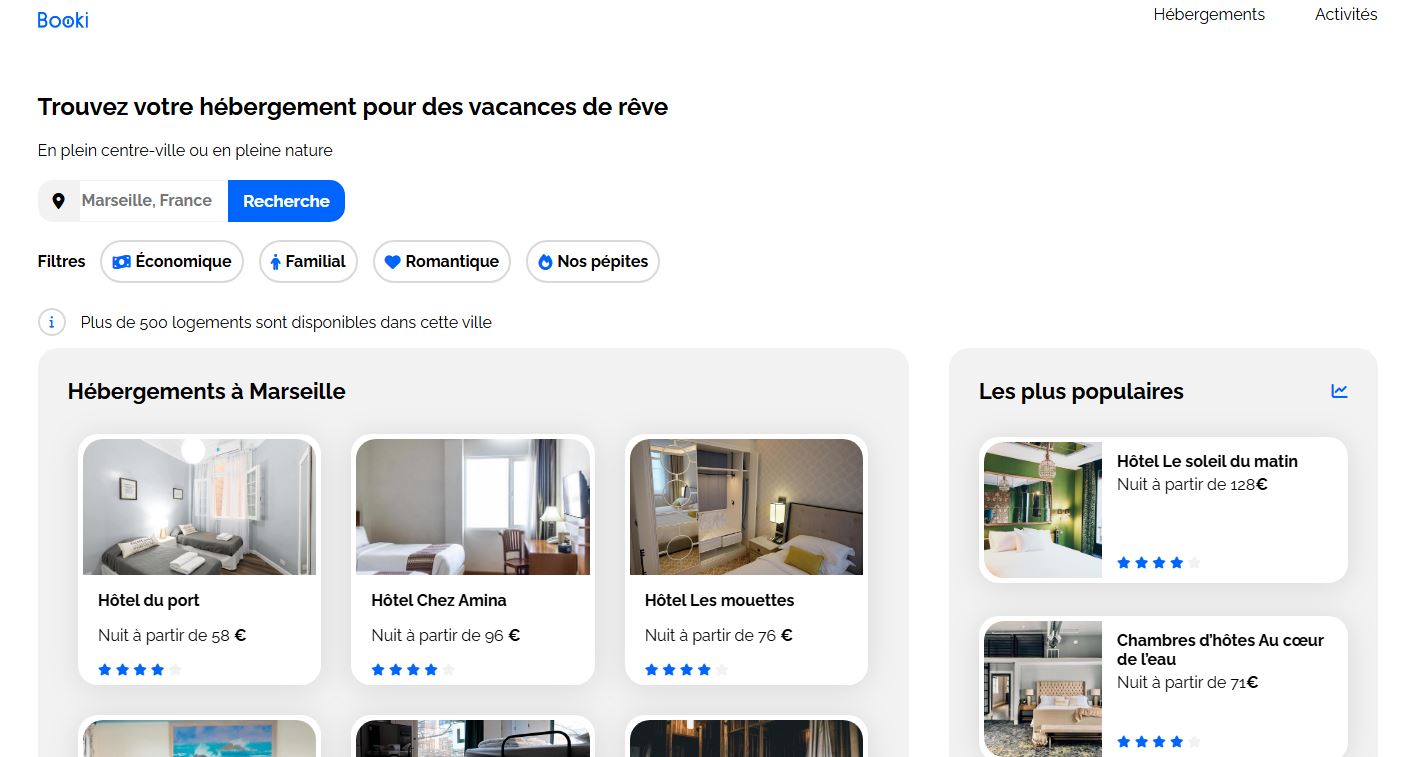 Booki
Hébergements
Activités
Trouvez votre hébergement pour des vacances de rêve
En plein centre-ville ou en pleine nature
Marseille, France
Recherche
Filtres
Économique
Familial
Romantique
Nos pépites
Plus de 500 logements sont disponibles dans cette ville
Hébergements à Marseille
Hôtel du port
Nuit à partir de 58 €
Hôtel Chez Amina
Nuit à partir de 96 €
Hôtel Les mouettes
Nuit à partir de 76 €
Les plus populaires
Hôtel Le soleil du matin
Nuit à partir de 128€
Chambres d’hôtes Au cœur
de l’eau
Nuit à partir de 71€